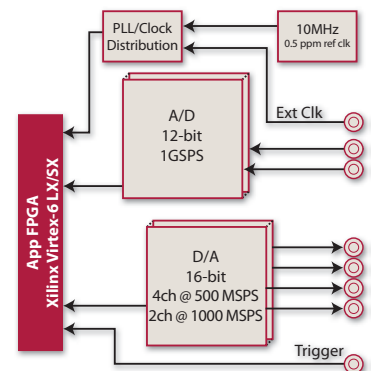 PLL/Clock
Distribution
10MHz
0.5 ppm ref clk
Ext Clk
A/D
12-bit
1GSPS
App FPGA
Xilinx Virtex-6 LX/SX
D/A
16-bit
4ch @ 500 MSPS
2ch @ 1000 MSPS
Trigger